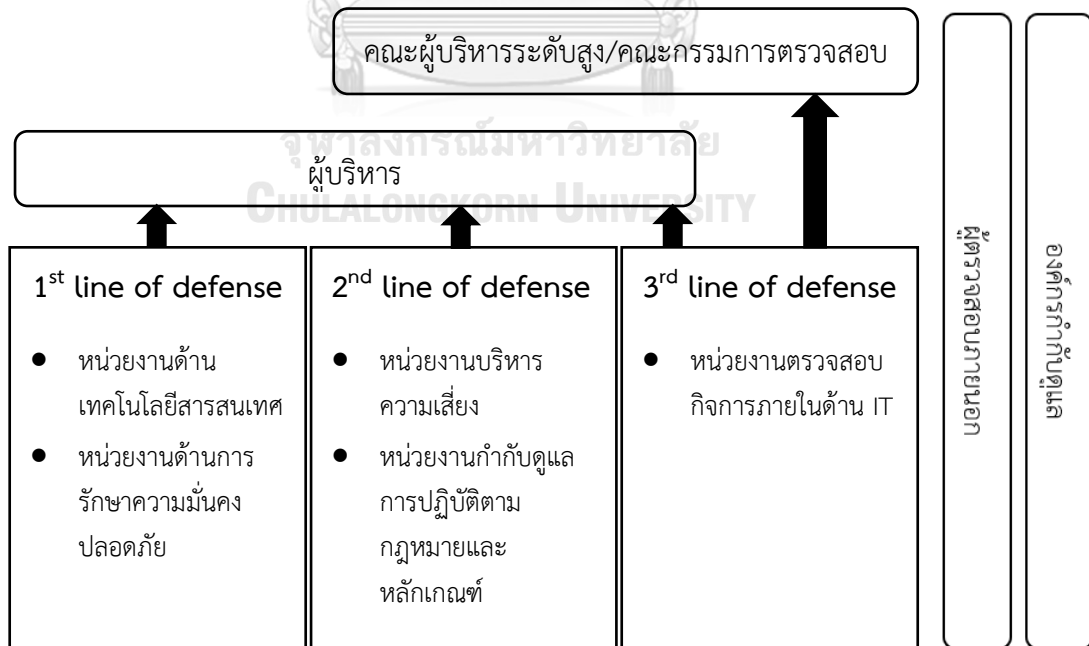 คณะผู้บริหารระดับสูง/คณะกรรมการตรวจสอบ
จุฬาลงกรณ์มหาวิทยาลัย
ผู้บริหาร
CHULALONGKORN UNIVERSITY
1st line of defense
● หน่วยงานด้าน
เทคโนโลยีสารสนเทศ
● หน่วยงานด้านการ
รักษาความมั่นคง
ปลอดภัย
2nd line of defense
● หน่วยงานบริหาร
ความเสี่ยง
● หน่วยงานกำกับดูแล
การปฏิบัติตาม
กฎหมายและ
หลักเกณฑ์
3rd line of defense
● หน่วยงานตรวจสอบ
กิจการภายในด้าน IT
ผู้ตรวจสอบภายนอก
องค์กรกำกับดูแล